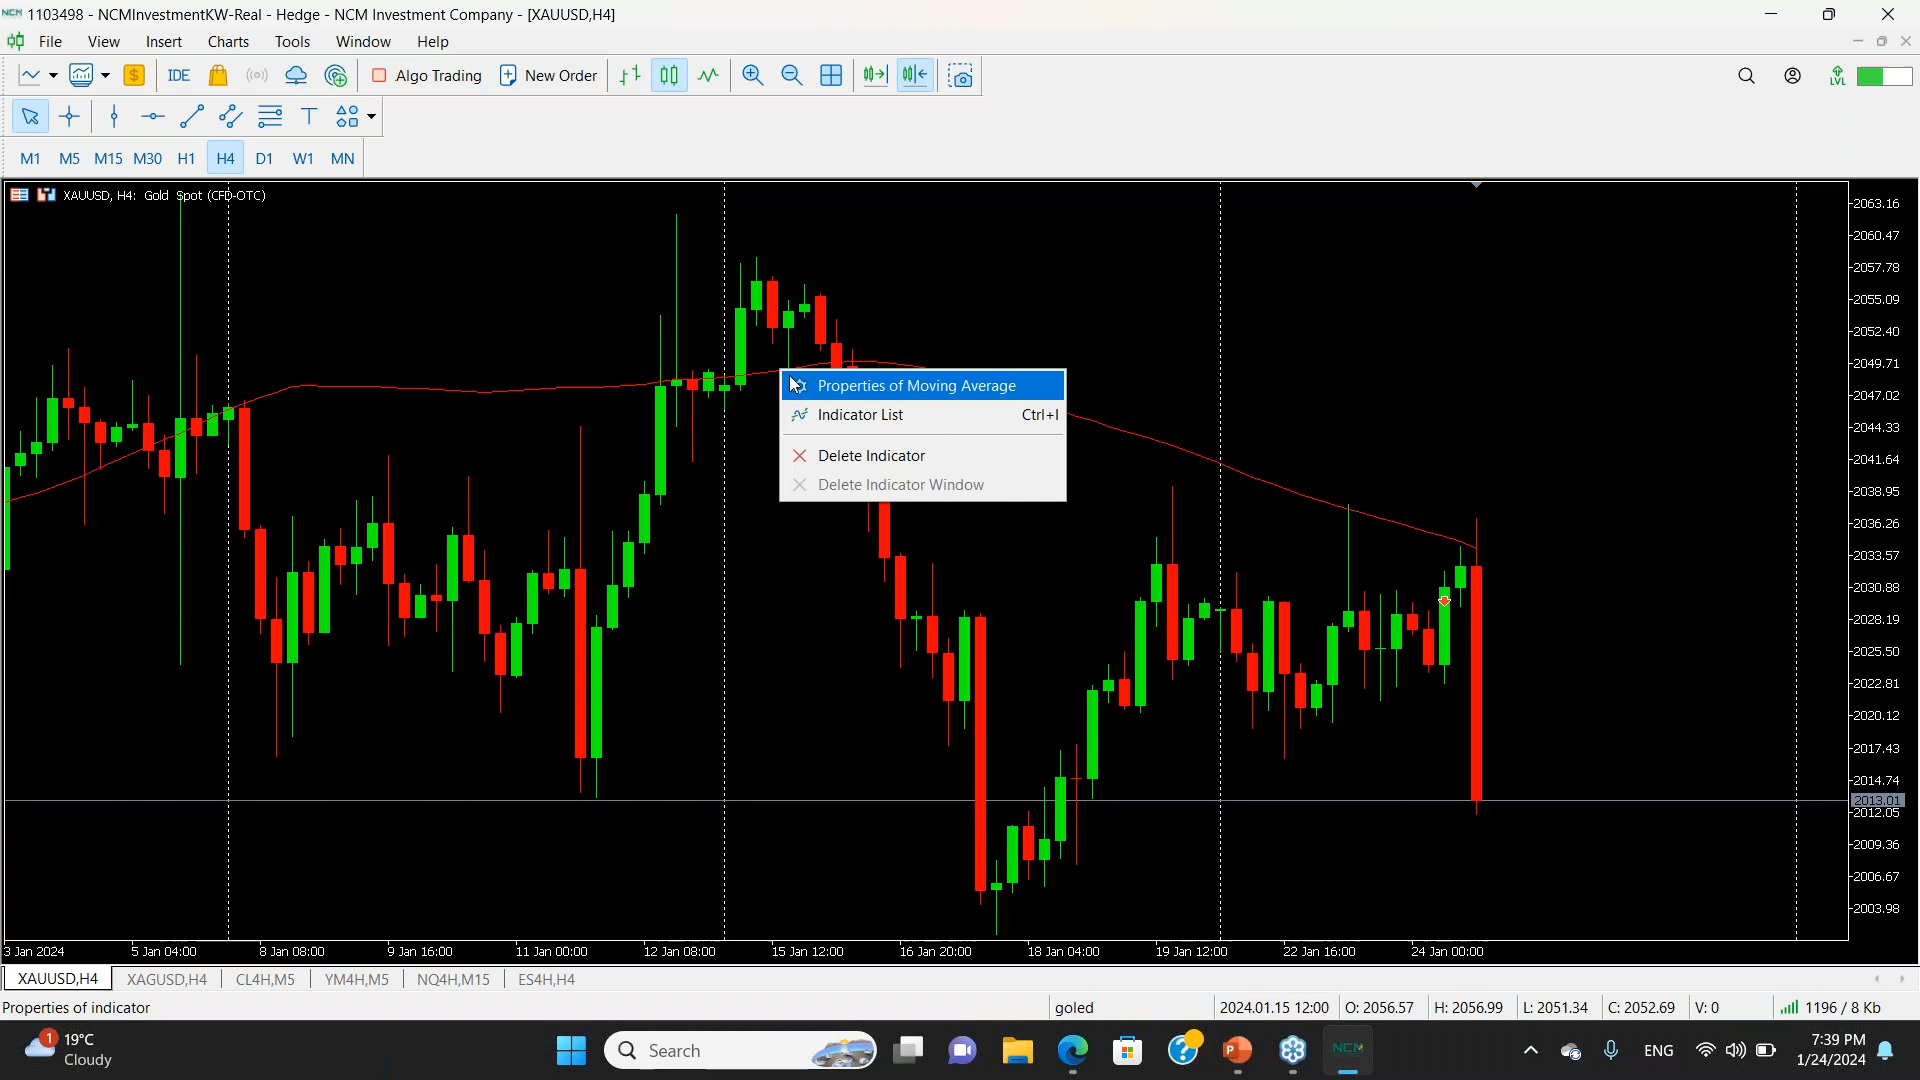 NCM 1103498 - NCMInvestmentKW-Real - Hedge - NCM Investment Company - [XAUUSD,H4]
File View Insert Charts Tools Window Help
IDE Algo Trading New Order LVL
M1 M5 M15 M30 H1 H4 D1 W1 MN
XAUUSD, H4: Gold Spot (CFD-OTC)
2063.16
2060.47
2057.78
2055.09
2052.40
2049.71
2047.02
2044.33
2041.64
2038.95
2036.26
2033.57
2030.88
2028.19
2025.50
2022.81
2020.12
2017.43
2014.74
2013.01
2012.05
2009.36
2006.67
2003.98
Properties of Moving Average
Indicator List Ctrl+I
Delete Indicator
Delete Indicator Window
3 Jan 2024 5 Jan 04:00 8 Jan 08:00 9 Jan 16:00 11 Jan 00:00 12 Jan 08:00 15 Jan 12:00 16 Jan 20:00 18 Jan 04:00 19 Jan 12:00 22 Jan 16:00 24 Jan 00:00
XAUUSD,H4 XAGUSD,H4 CL4H,M5 YM4H,M5 NQ4H,M15 ES4H,H4
Properties of indicator goled 2024.01.15 12:00 O: 2056.57 H: 2056.99 L: 2051.34 C: 2052.69 V: 0 1196 / 8 Kb
1 19°C
Cloudy
Search
NCM
ENG
7:39 PM
1/24/2024